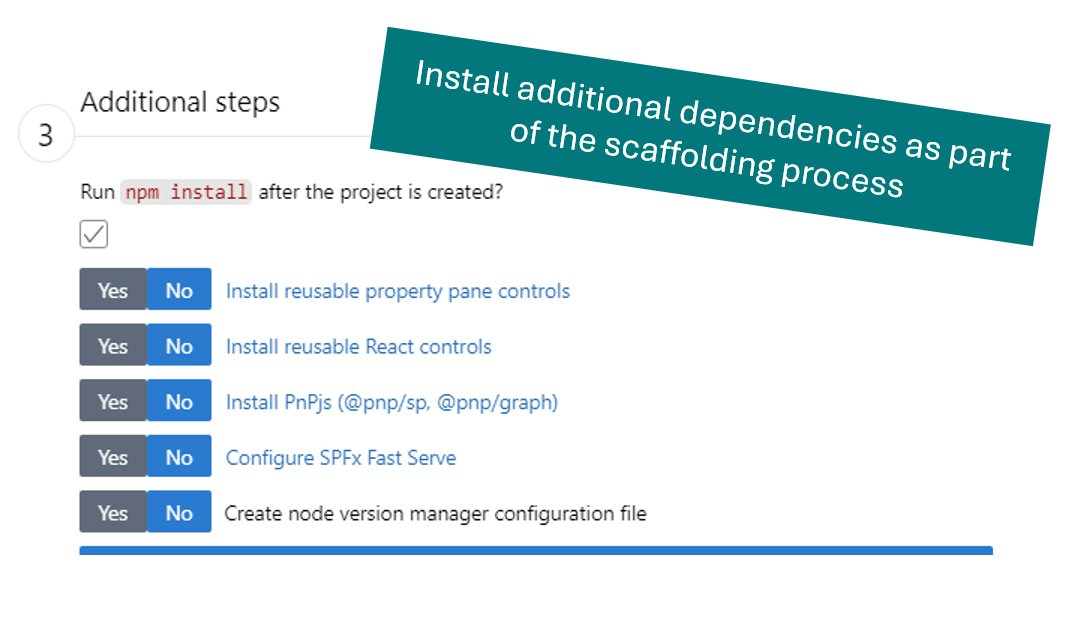 Install additional dependencies as part
of the scaffolding process
Additional steps
3
Run npm install after the project is created?
Yes No Install reusable property pane controls
Yes No Install reusable React controls
Yes No Install PnPjs (@pnp/sp, @pnp/graph)
Yes No Configure SPFx Fast Serve
Yes No Create node version manager configuration file